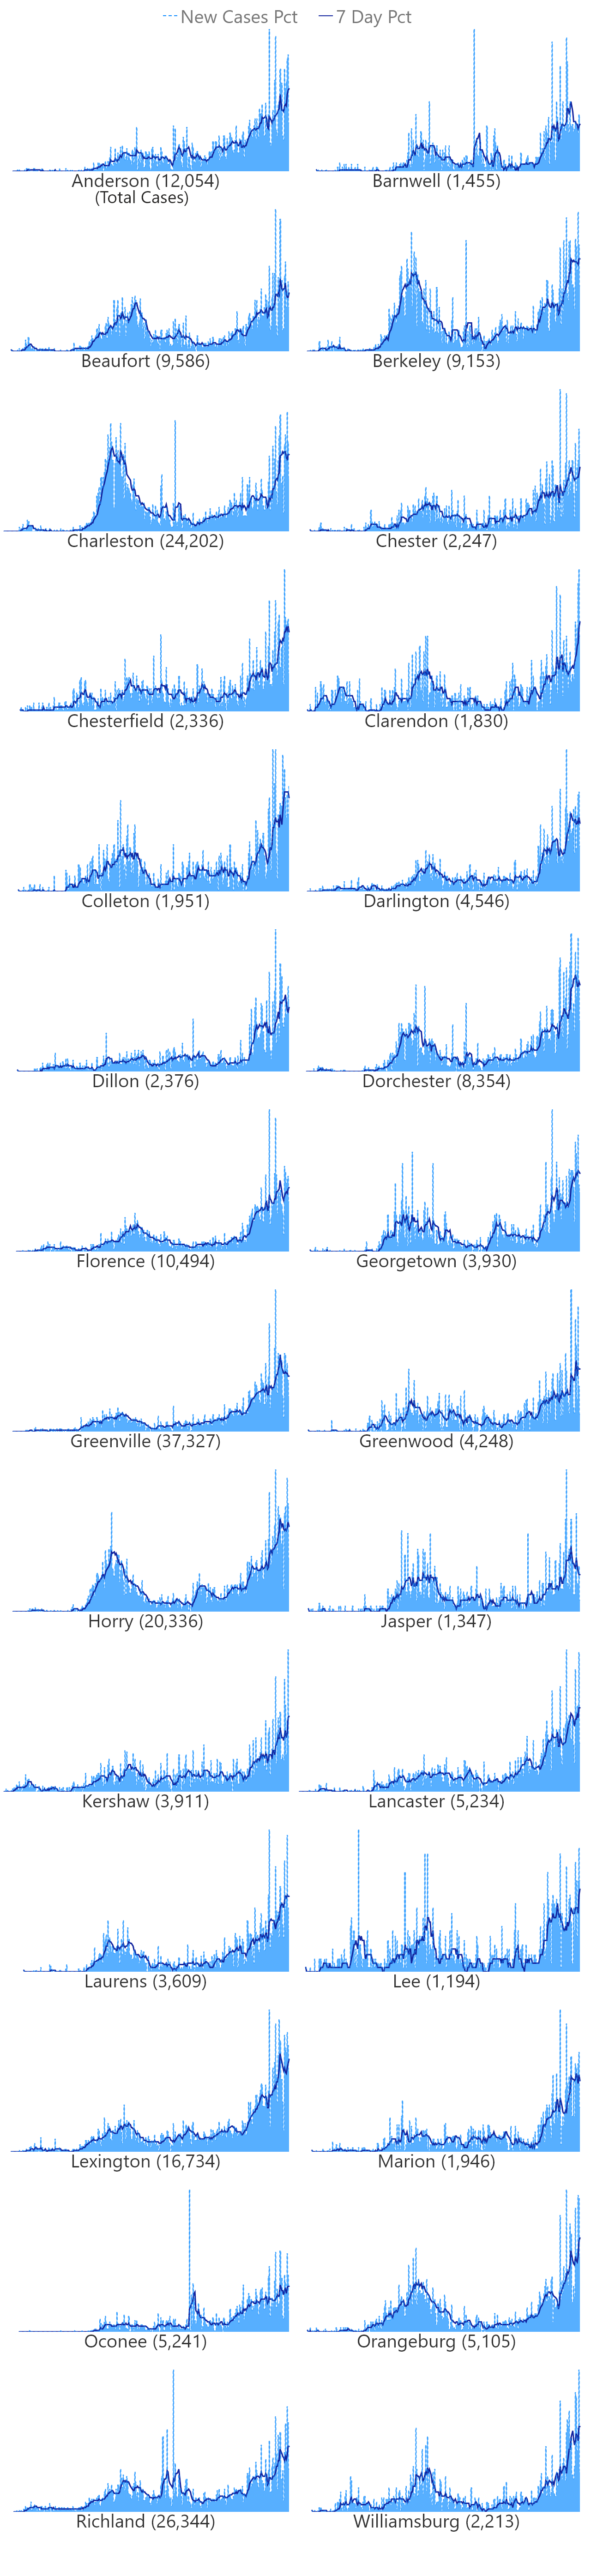 New Cases Pct 7 Day Pct
Anderson (12,054) Barnwell (1,455)
(Total Cases)
Beaufort (9,586) Berkeley (9,153)
Charleston (24,202) Chester (2,247)
Chesterfield (2,336) Clarendon (1,830)
Colleton (1,951) Darlington (4,546)
Dillon (2,376) Dorchester (8,354)
Florence (10,494) Georgetown (3,930)
Greenville (37,327) Greenwood (4,248)
Horry (20,336) Jasper (1,347)
Kershaw (3,911) Lancaster (5,234)
Laurens (3,609) Lee (1,194)
Lexington (16,734) Marion (1,946)
Oconee (5,241) Orangeburg (5,105)
Richland (26,344) Williamsburg (2,213)